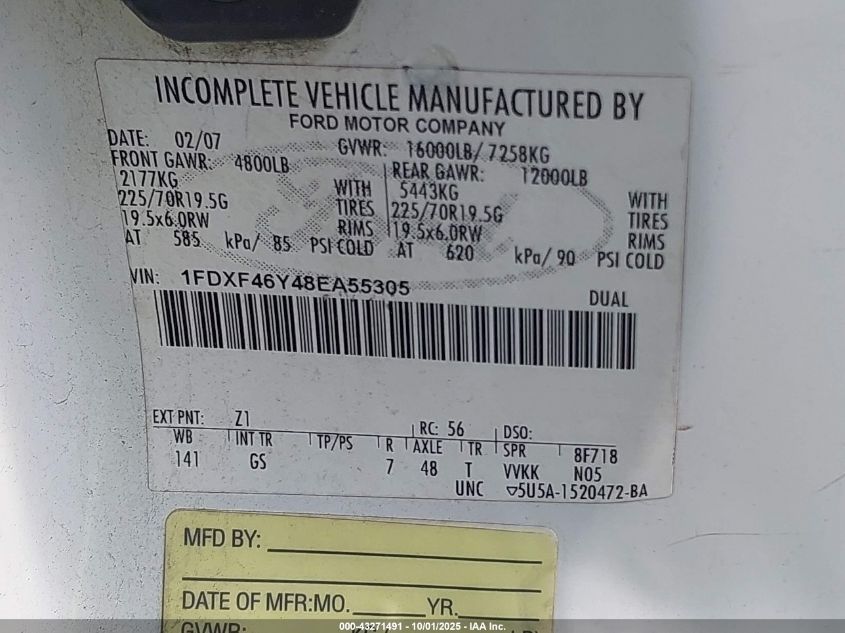 INCOMPLETE VEHICLE MANUFACTURED BY
FORD MOTOR COMPANY
DATE: 02/07 GVWR: 16000LB/ 7258KG
FRONT GAWR: 4800LB REAR GAWR: 12000LB
2177KG WITH 5443KG WITH
225/70R19.5G TIRES 225/70R19.5G TIRES
19.5x6.0RW RIMS 19.5x6.0RW RIMS
AT 585 kPa/ 85 PSI COLD AT 620 kPa/ 90 PSI COLD
VIN: 1FDXF46Y48EA55305 DUAL
EXT PNT: Z1 RC: 56 DSO:
WB INT TR TP/PS R AXLE TR SPR 8F718
141 GS 7 48 T VVKK N05
UNC 5U5A-1520472-BA
MFD BY:
DATE OF MFR:MO. YR.
GVWR:
000-43271491 - 10/01/2025 - IAA Inc.